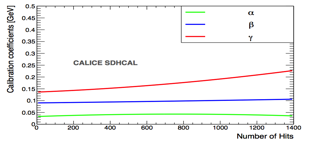 Calibration coefficients [GeV]
0.5
0.45
0.4
0.35
0.3
0.25
0.2
0.15
0.1
0.05
0
α
β
γ
CALICE SDHCAL
0 200 400 600 800 1000 1200 1400
Number of Hits